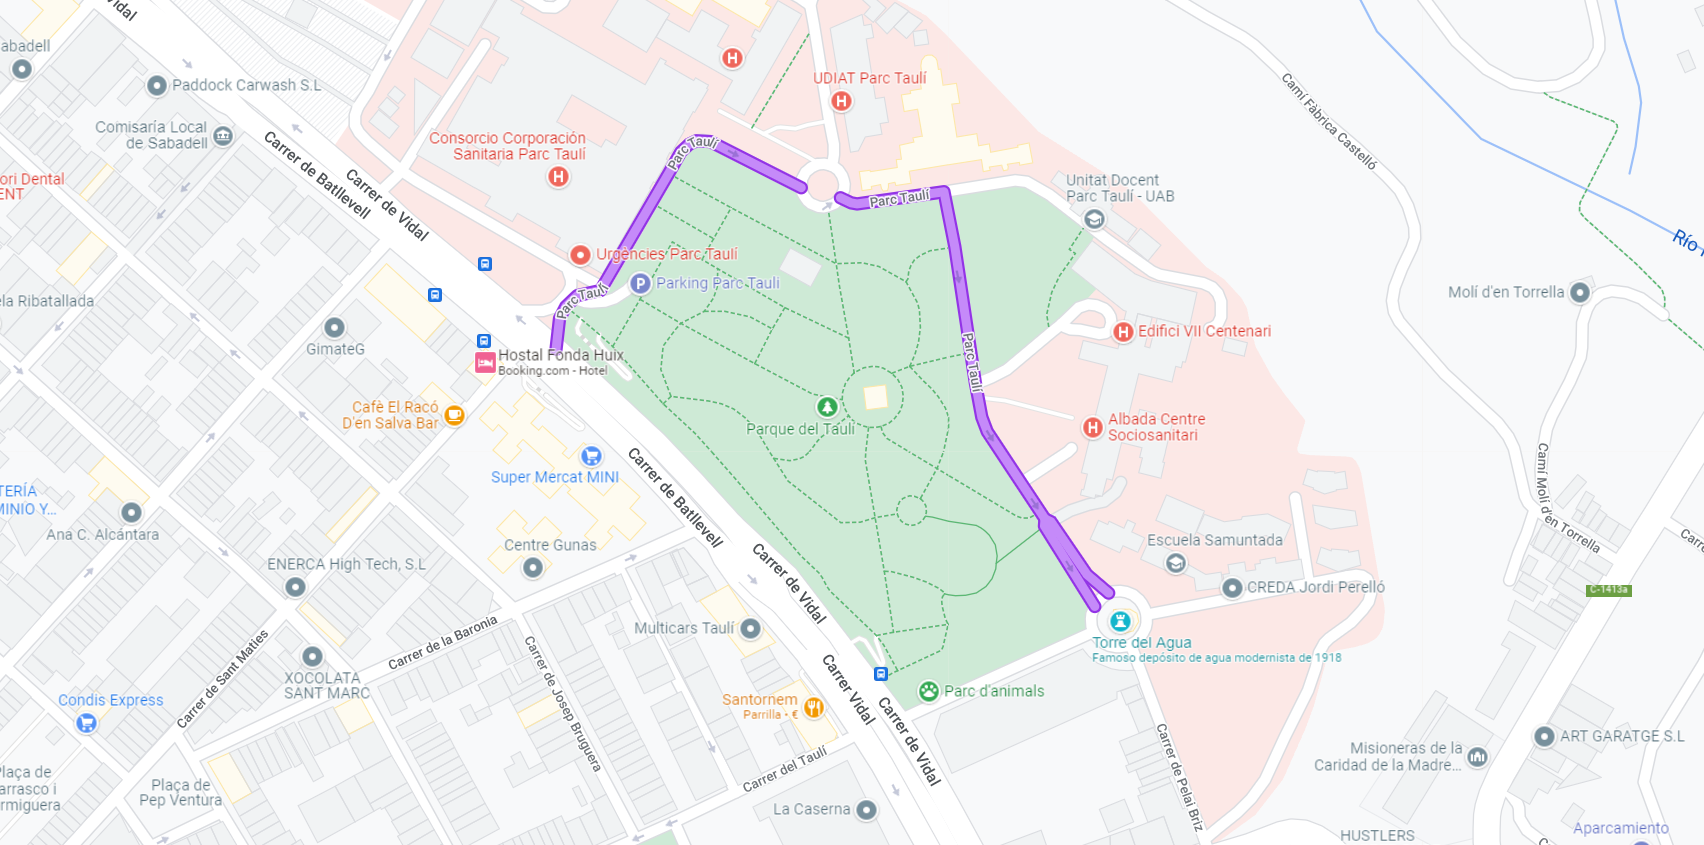 Vidal
abadell
Paddock Carwash S.L
Comisaría Local
de Sabadell
ori Dental
ENT
Consorcio Corporación
Sanitaria Parc Taulí
UDIAT Parc Taulí
Camí Fàbrica Castelló
Unitat Docent
Parc Taulí - UAB
Carrer de Batllevell
Carrer de Vidal
Parc Taulí
Parc Taulí
Urgències Parc Taulí
Parking Parc Tauli
Parc Taulí
Parc Taulí
Río
Molí d'en Torrella
ela Ribatallada
GimateG
Hostal Fonda Huix
Booking.com - Hotel
Edifici VII Centenari
Cafè El Racó
D'en Salva Bar
Parque del Taulí
Albada Centre
Sociosanitari
Super Mercat MINI
TERÍA
MINIO Y...
Ana C. Alcántara
Carrer de Batllevell
Camí Molí d'en Torrella
Centre Gunas
Escuela Samuntada
ENERCA High Tech, S.L
Carrer de Vidal
CREDA Jordi Perelló
C-1413a
Carre
Multicars Taulí
Torre del Agua
Famoso depósito de agua modernista de 1918
Carrer de la Baronia
Carrer de Sant Maties
XOCOLATA
SANT MARC
Carrer de Josep Bruguera
Condis Express
Santornem
Parrilla • €
Carrer Vidal
Carrer de Vidal
Parc d'animals
Carrer de Pelai Briz
ART GARATGE S.L
Misioneras de la
Caridad de la Madre...
Plaça de
arrasco i
rmiguera
Plaça de
Pep Ventura
Carrer del Taulí
La Caserna
HUSTLERS
Aparcamiento